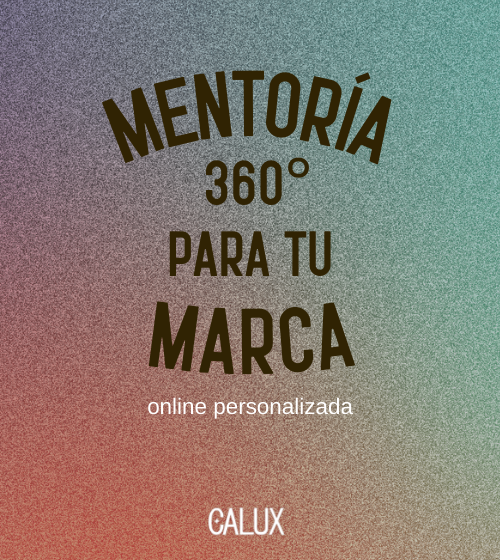 MENTORÍA
360°
PARA TU
MARCA
online personalizada
CALUX